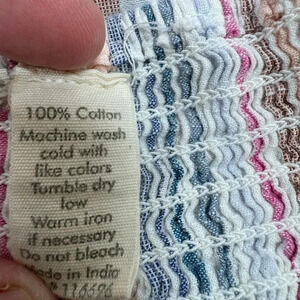 100% Cotton
Machine wash
cold with
like colors
Tumble dry
low
Warm iron
if necessary
Do not bleach
Made in India
116696